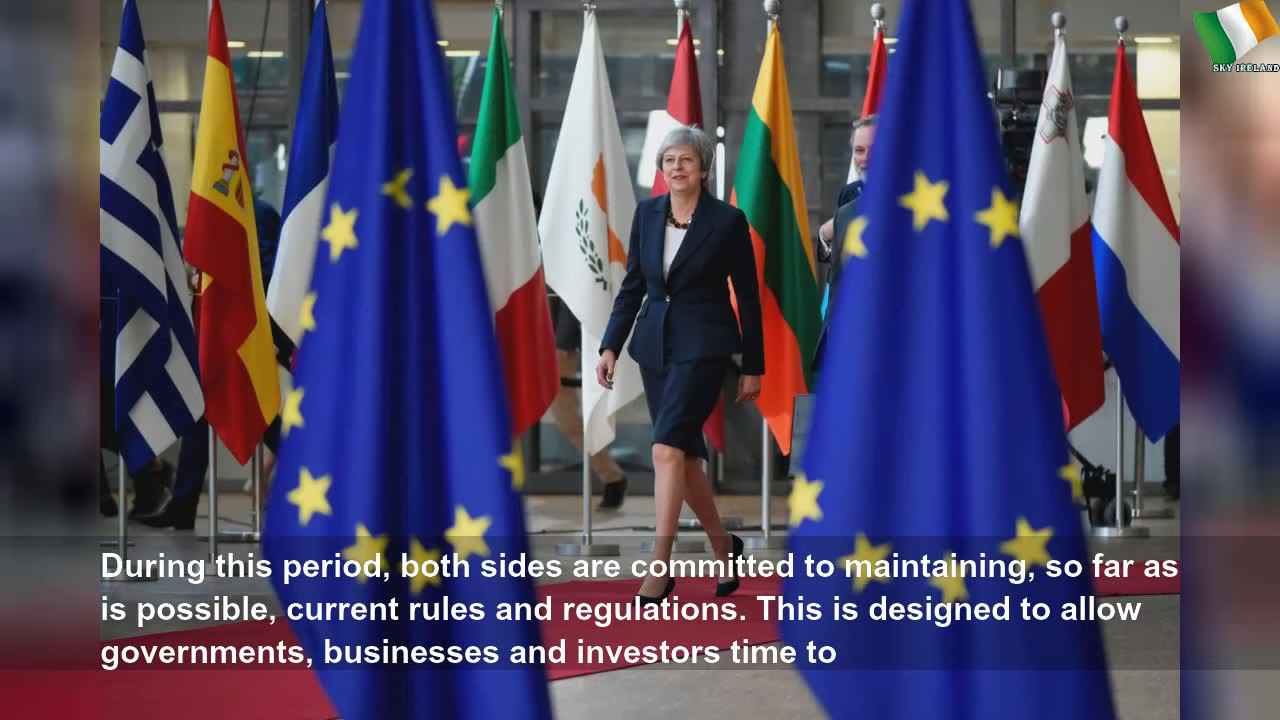 SKY IRELAND
During this period, both sides are committed to maintaining, so far as
is possible, current rules and regulations. This is designed to allow
governments, businesses and investors time to